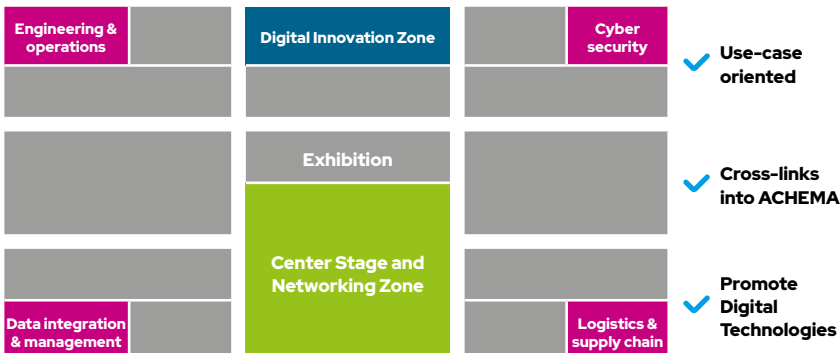 Engineering &
operations
Digital Innovation Zone
Cyber
security
Use-case
oriented
Exhibition
Cross-links
into ACHEMA
Center Stage and
Networking Zone
Data integration
& management
Logistics &
supply chain
Promote
Digital
Technologies